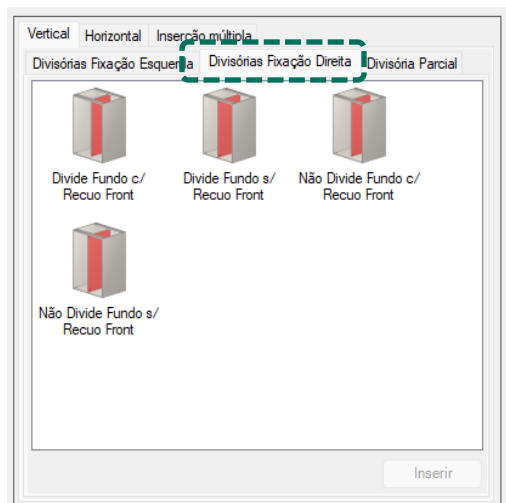 Vertical Horizontal Inserção múltipla
Divisórias Fixação Esquerda Divisórias Fixação Direita Divisória Parcial
Divide Fundo c/
Recuo Front
Divide Fundo s/
Recuo Front
Não Divide Fundo c/
Recuo Front
Não Divide Fundo s/
Recuo Front
Inserir